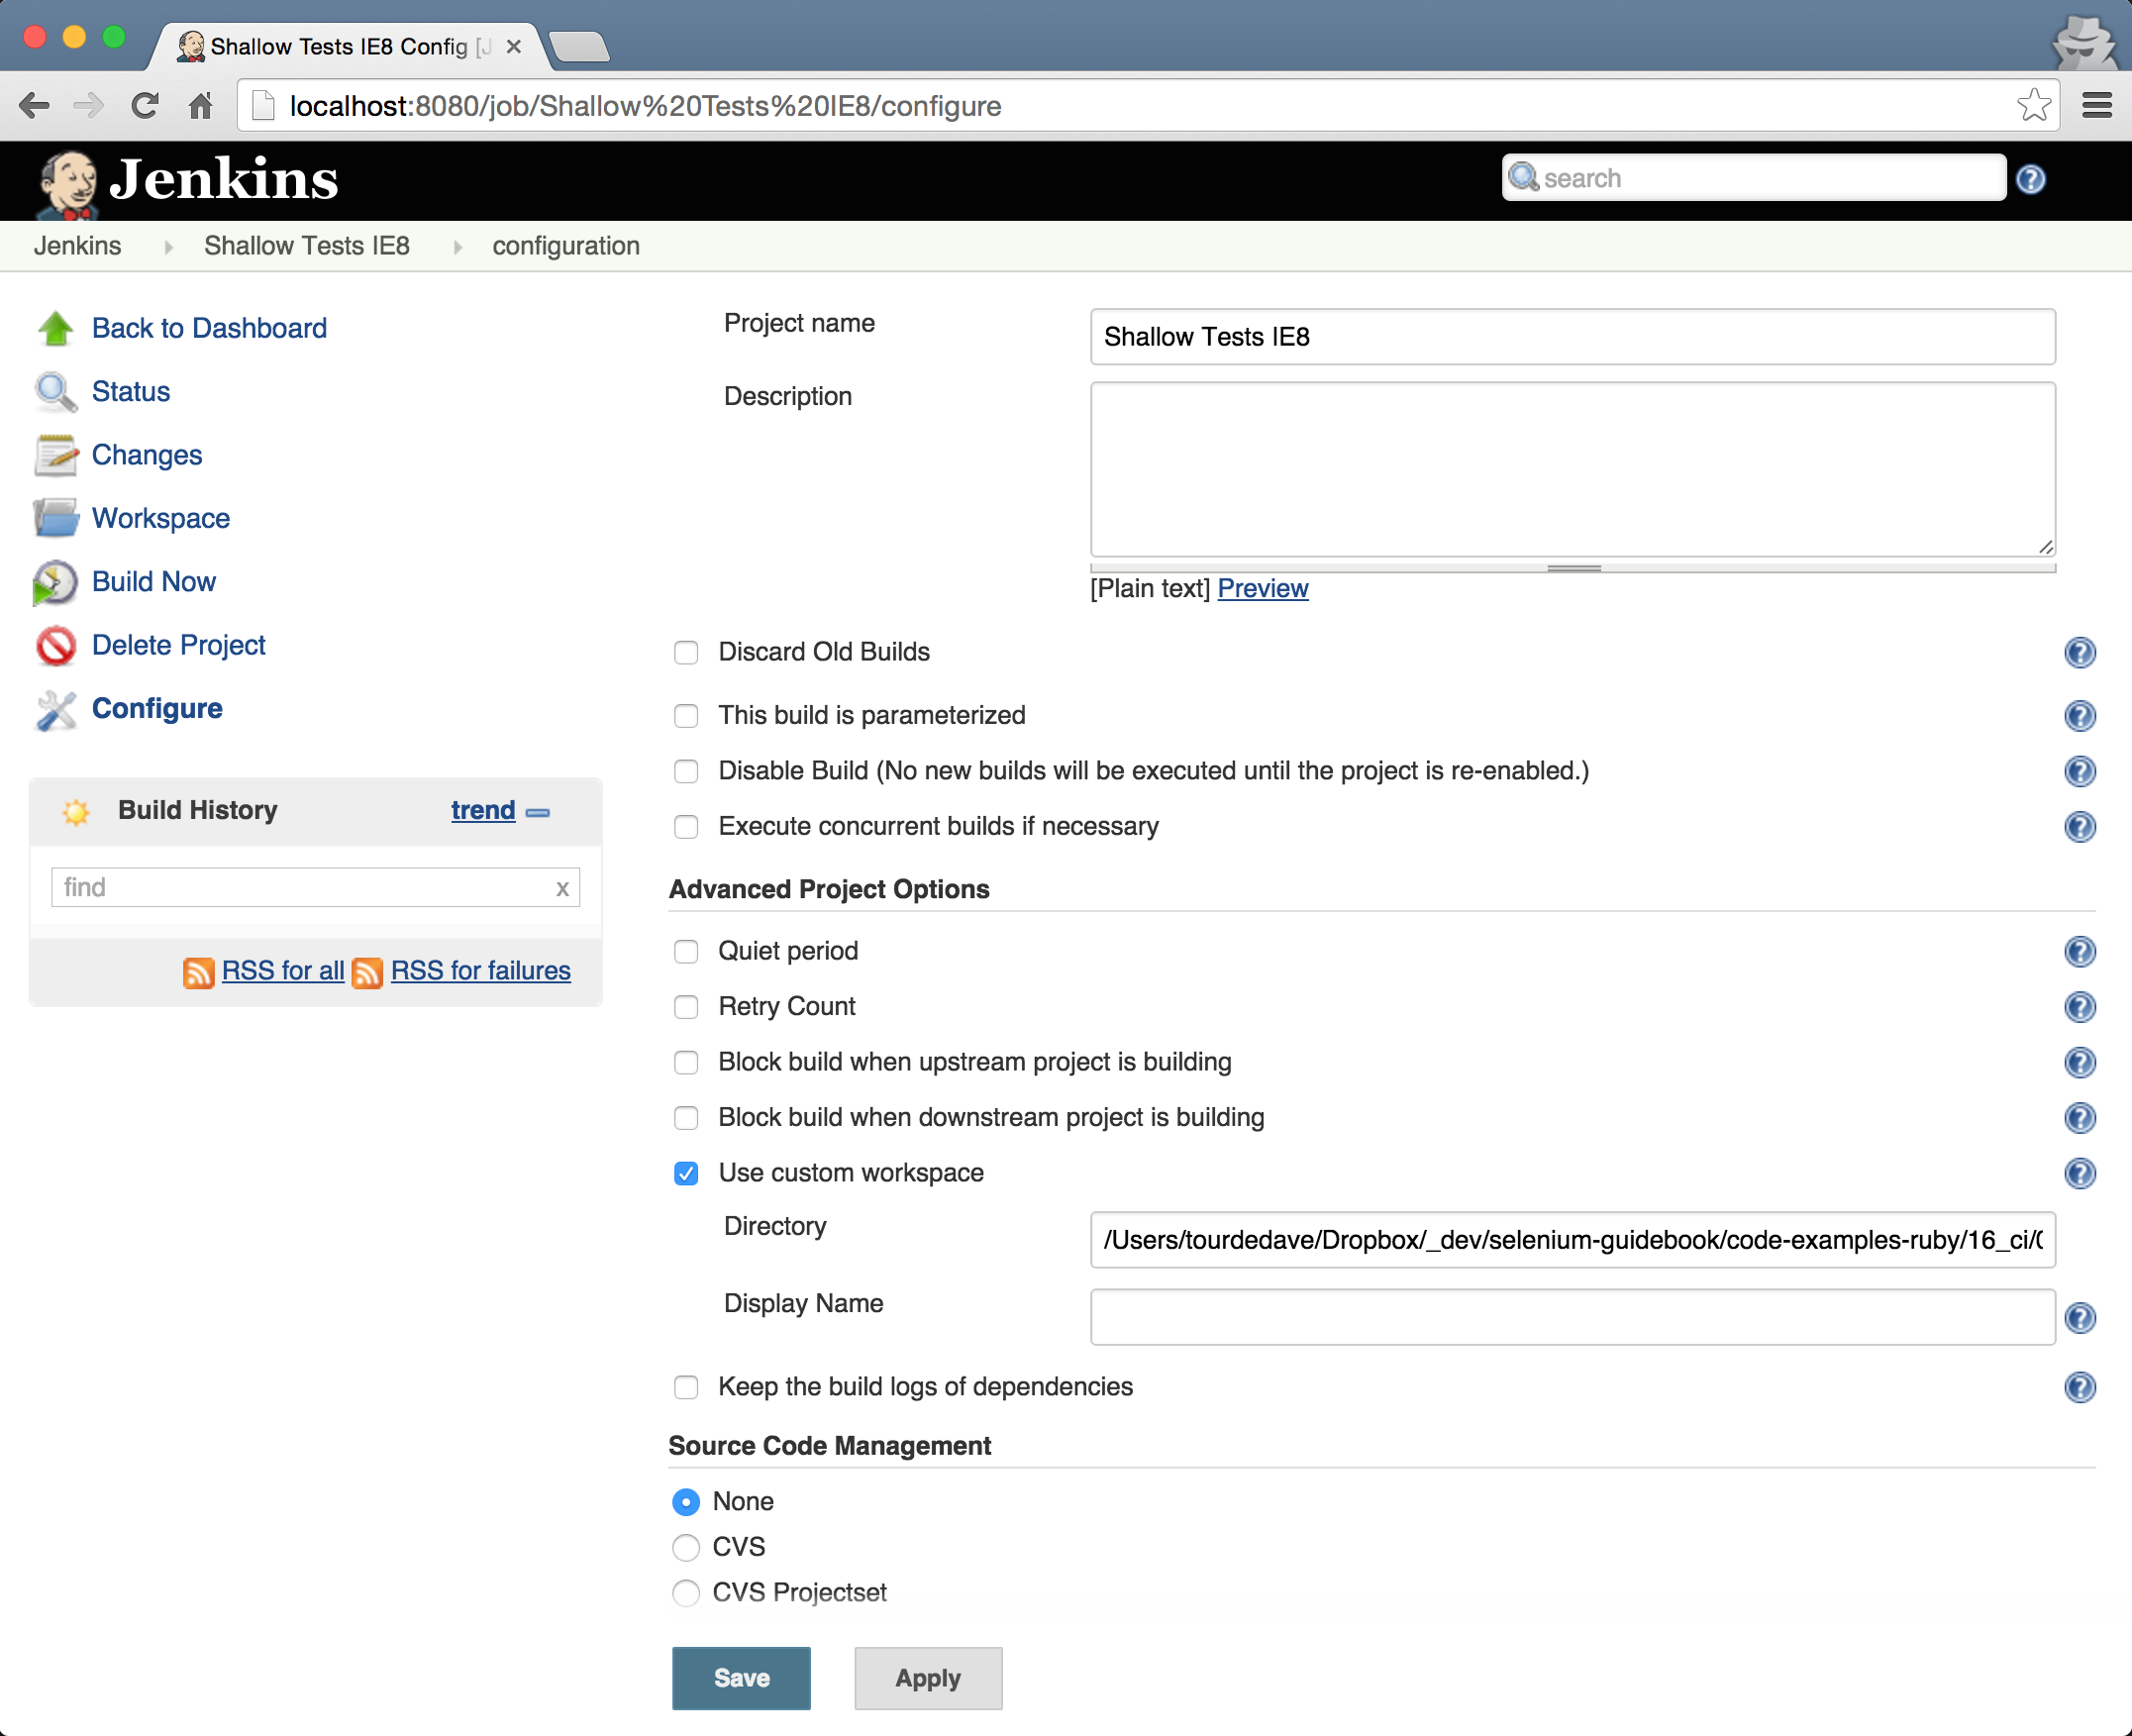 Shallow Tests IE8 Config [J
localhost:8080/job/Shallow%20Tests%20IE8/configure
Jenkins
search
Jenkins
Shallow Tests IE8
configuration
Back to Dashboard
Status
Changes
Workspace
Build Now
Delete Project
Configure
Build History
trend
find
x
RSS for all
RSS for failures
Project name
Shallow Tests IE8
Description
[Plain text] Preview
Discard Old Builds
This build is parameterized
Disable Build (No new builds will be executed until the project is re-enabled.)
Execute concurrent builds if necessary
Advanced Project Options
Quiet period
Retry Count
Block build when upstream project is building
Block build when downstream project is building
Use custom workspace
Directory
/Users/tourdedave/Dropbox/_dev/selenium-guidebook/code-examples-ruby/16_ci/
Display Name
Keep the build logs of dependencies
Source Code Management
None
CVS
CVS Projectset
Save
Apply